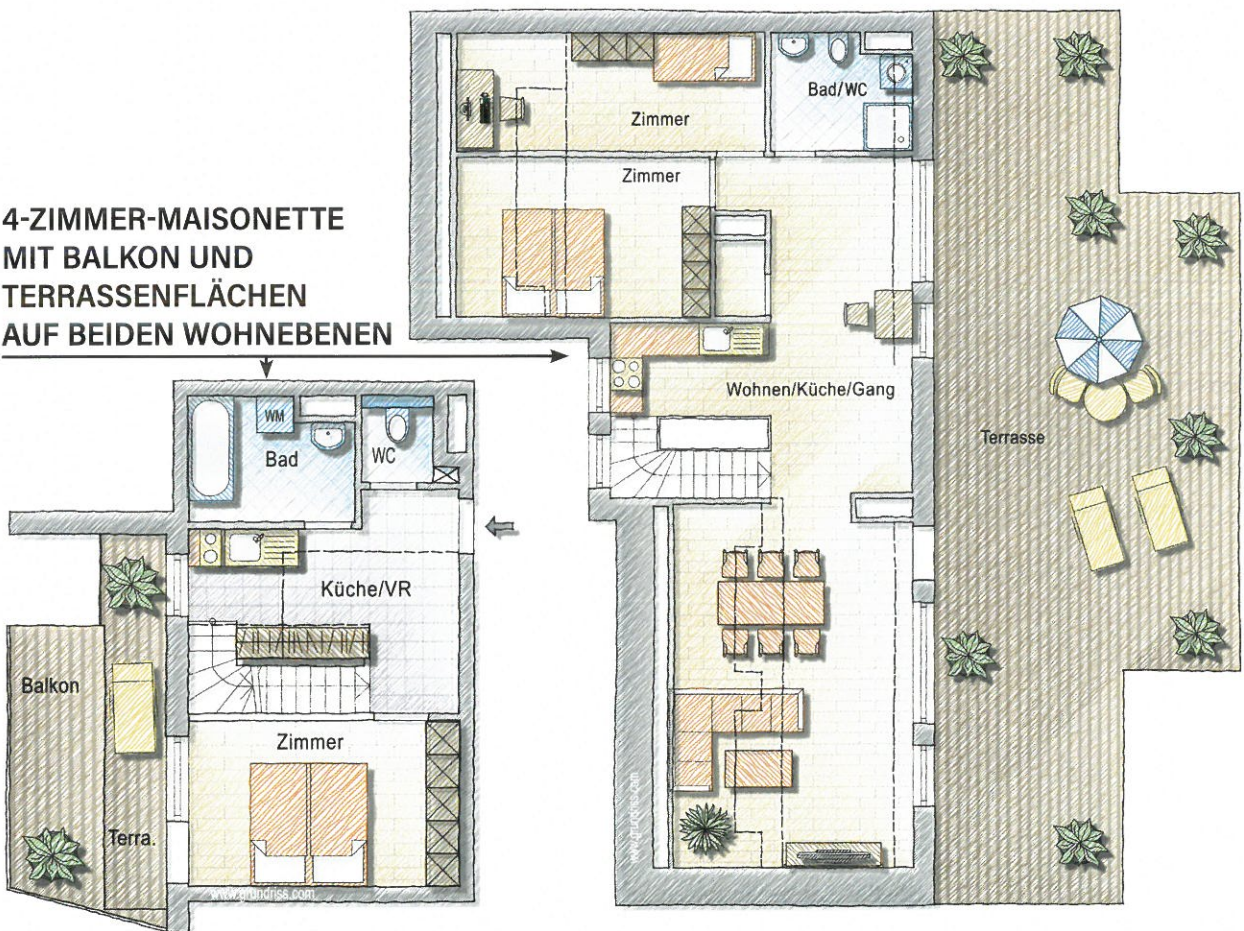 4-ZIMMER-MAISONETTE
MIT BALKON UND
TERRASSENFLÄCHEN
AUF BEIDEN WOHNEBENEN
Zimmer
Bad/WC
Zimmer
Wohnen/Küche/Gang
Terrasse
www.grundriss.com
WM
Bad
WC
Küche/VR
Balkon
Zimmer
Terra.
www.grundriss.com